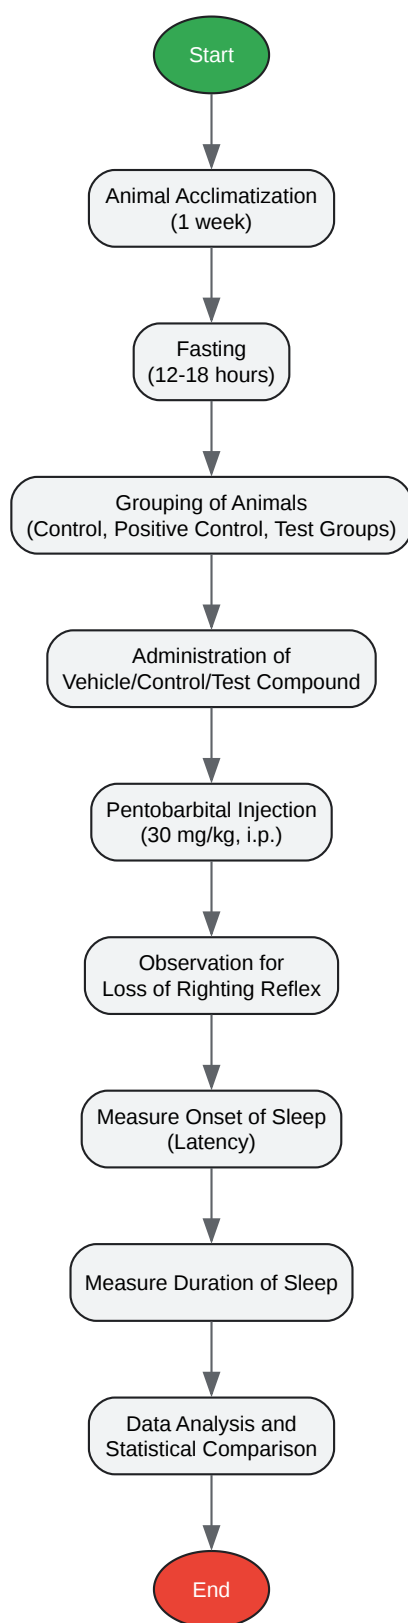 Start
Animal Acclimatization
(1 week)
Fasting
(12-18 hours)
Grouping of Animals
(Control, Positive Control, Test Groups)
Administration of
Vehicle/Control/Test Compound
Pentobarbital Injection
(30 mg/kg, i.p.)
Observation for
Loss of Righting Reflex
Measure Onset of Sleep
(Latency)
Measure Duration of Sleep
Data Analysis and
Statistical Comparison
End